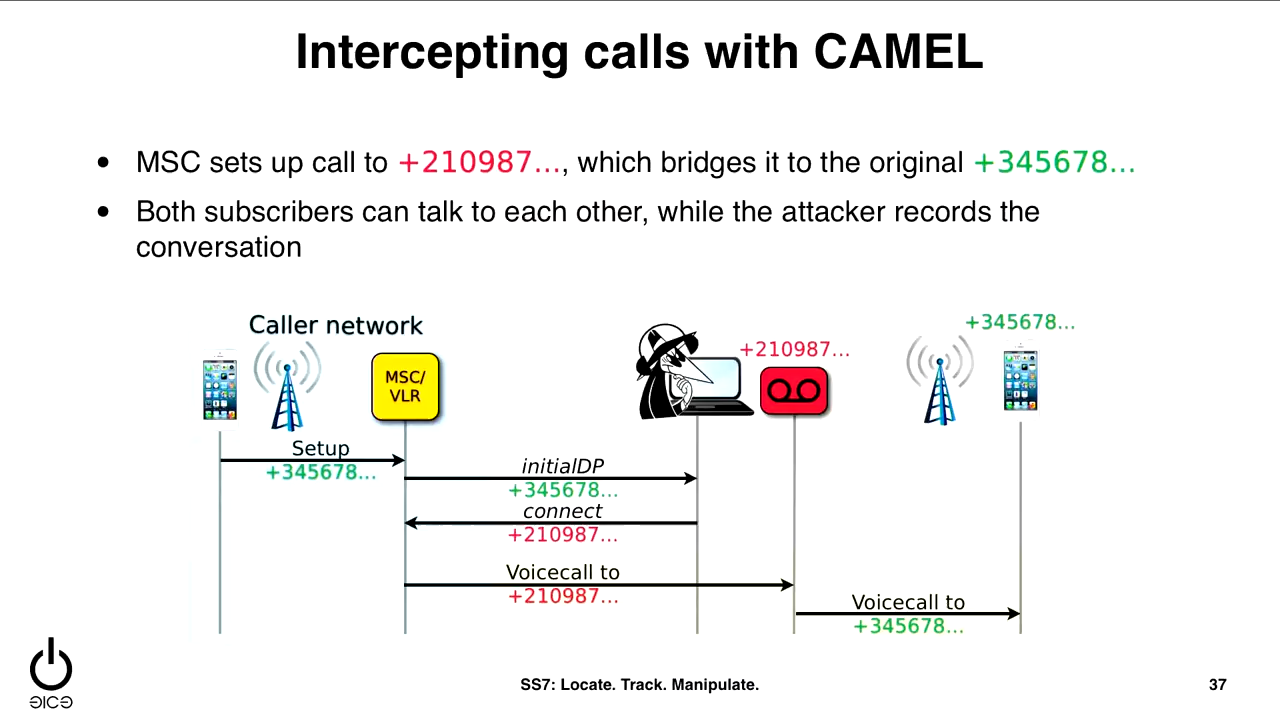 Intercepting calls with CAMEL
• MSC sets up call to +210987..., which bridges it to the original +345678...
• Both subscribers can talk to each other, while the attacker records the
conversation
Caller network
+345678...
+210987...
MSC/
VLR
Setup
+345678...
initialDP
+345678...
connect
+210987...
Voicecall to
+210987...
Voicecall to
+345678...
SS7: Locate. Track. Manipulate.
37